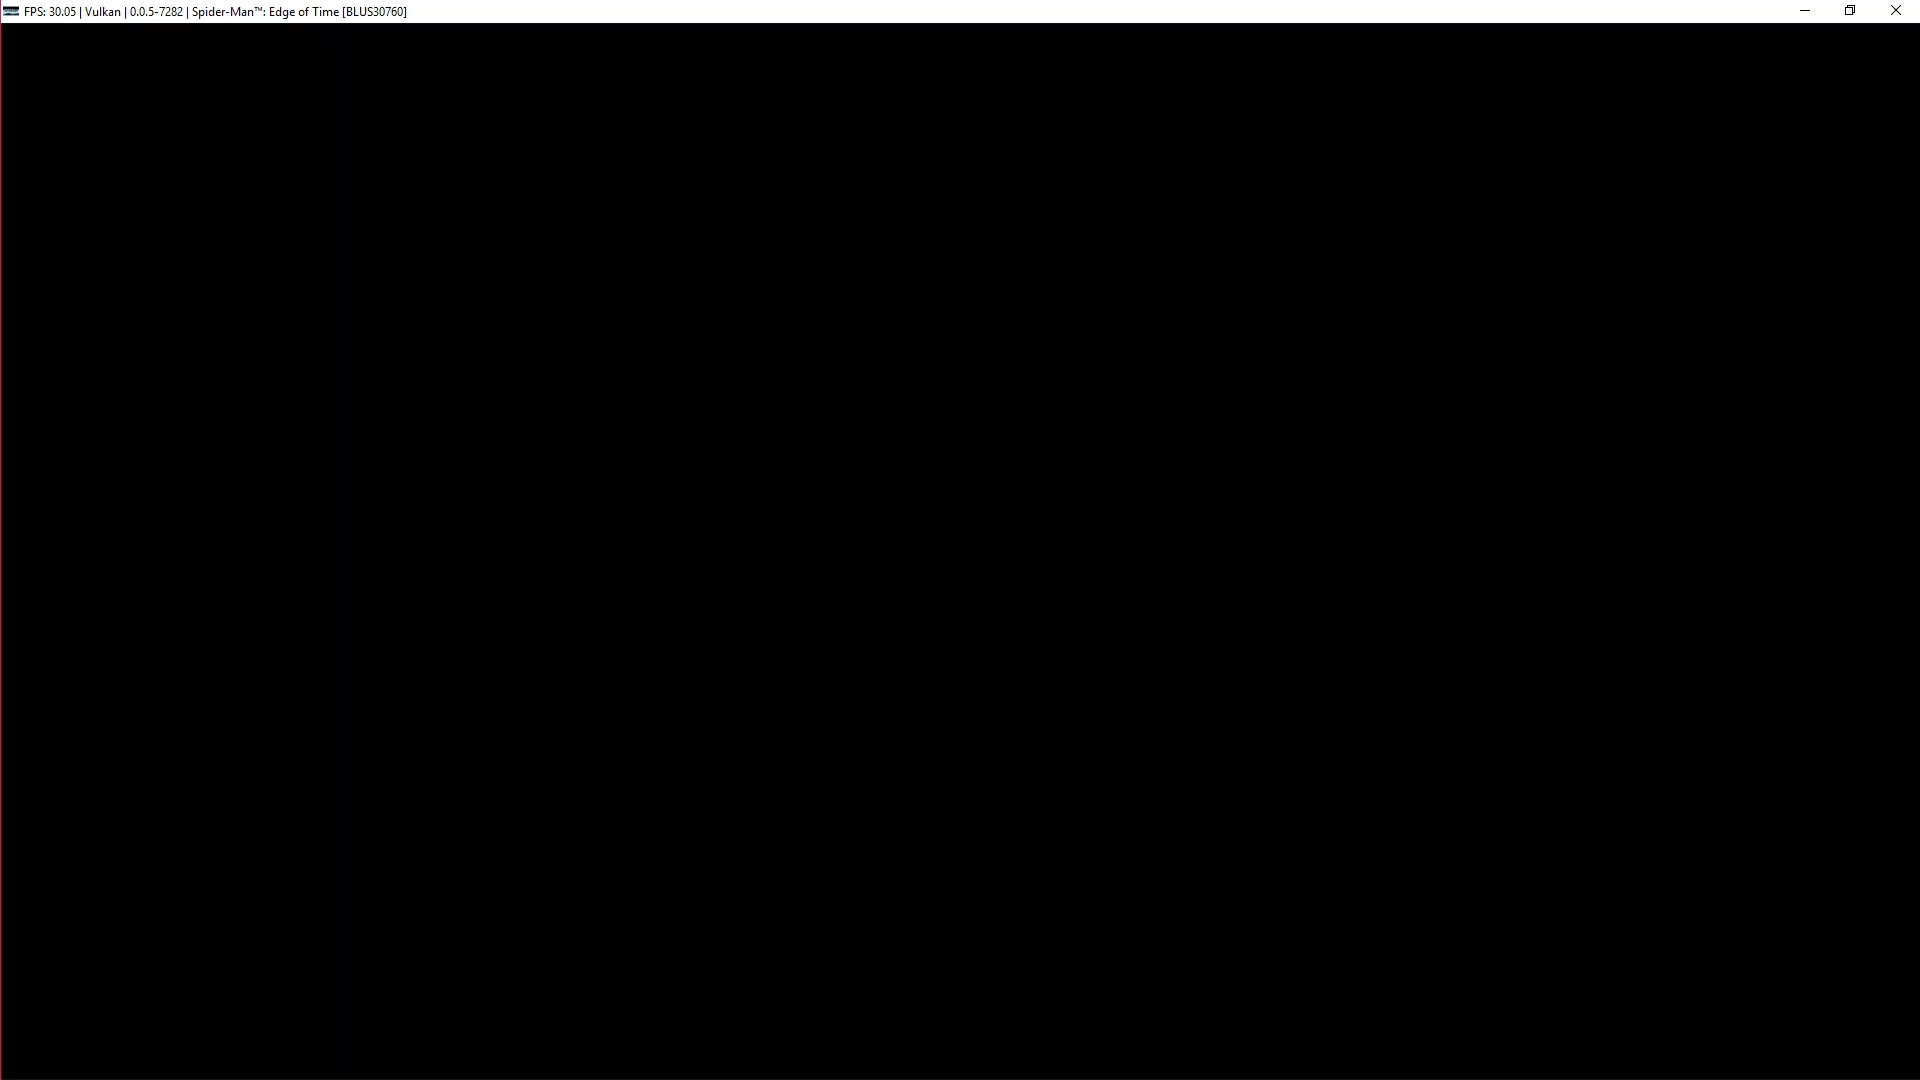 FPS: 30.05 | Vulkan | 0.0.5-7282 | Spider-Man™: Edge of Time [BLUS30760]